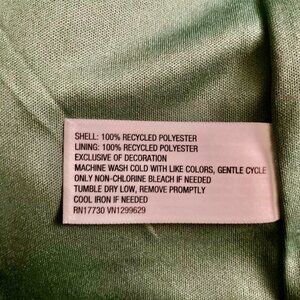 SHELL: 100% RECYCLED POLYESTER
LINING: 100% RECYCLED POLYESTER
EXCLUSIVE OF DECORATION
MACHINE WASH COLD WITH LIKE COLORS, GENTLE CYCLE
ONLY NON-CHLORINE BLEACH IF NEEDED
TUMBLE DRY LOW, REMOVE PROMPTLY
COOL IRON IF NEEDED
RN17730 VN1299629